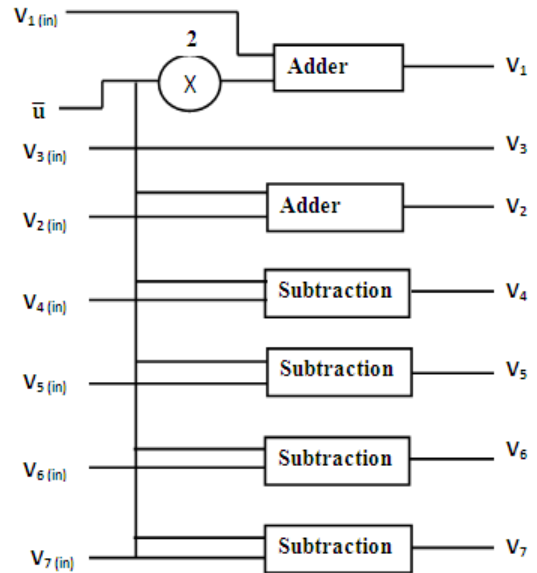 V1 (in)
2
X
Adder
V1
u̅
V3 (in)
V3
Adder
V2 (in)
V2
Subtraction
V4 (in)
V4
Subtraction
V5 (in)
V5
Subtraction
V6 (in)
V6
Subtraction
V7 (in)
V7